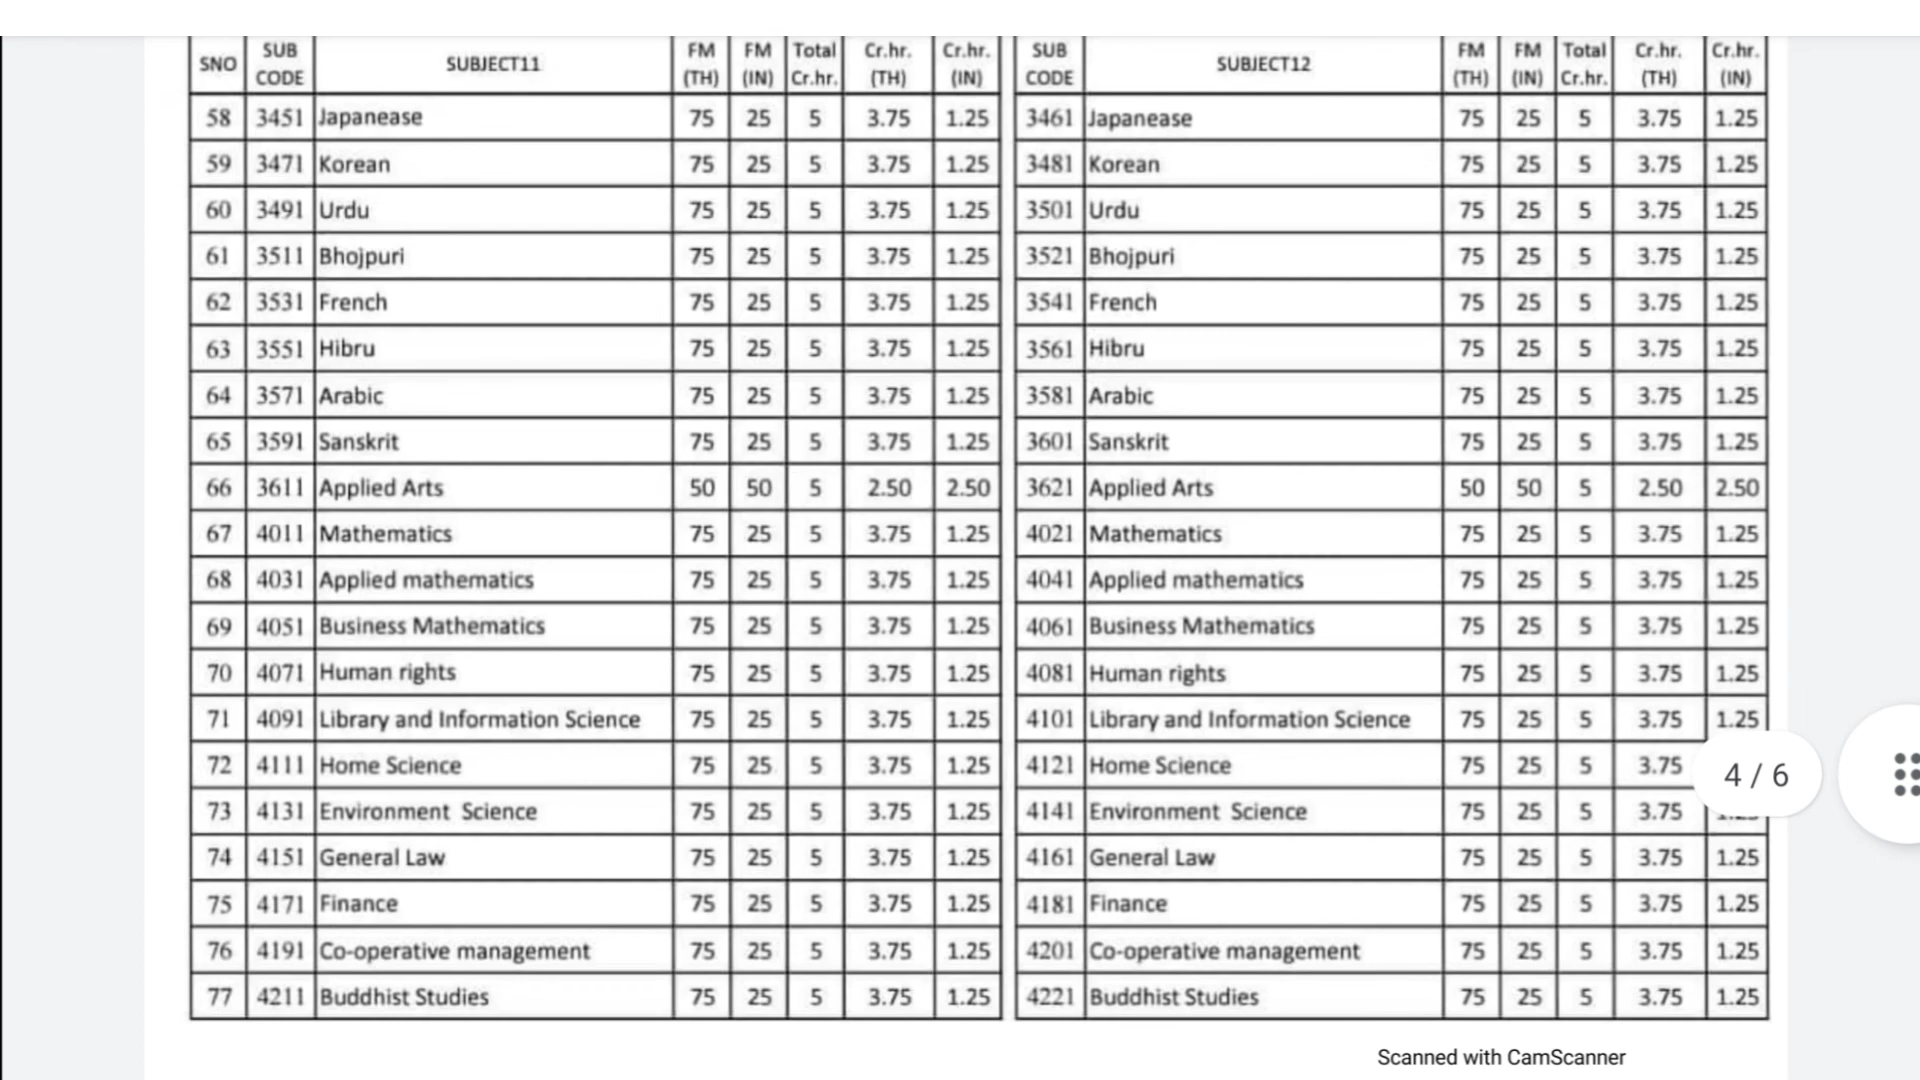 SNO SUB CODE SUBJECT11 FM (TH) FM (IN) Total Cr.hr. Cr.hr. (TH) Cr.hr. (IN) SUB CODE SUBJECT12 FM (TH) FM (IN) Total Cr.hr. Cr.hr. (TH) Cr.hr. (IN)
58 3451 Japanease 75 25 5 3.75 1.25 3461 Japanease 75 25 5 3.75 1.25
59 3471 Korean 75 25 5 3.75 1.25 3481 Korean 75 25 5 3.75 1.25
60 3491 Urdu 75 25 5 3.75 1.25 3501 Urdu 75 25 5 3.75 1.25
61 3511 Bhojpuri 75 25 5 3.75 1.25 3521 Bhojpuri 75 25 5 3.75 1.25
62 3531 French 75 25 5 3.75 1.25 3541 French 75 25 5 3.75 1.25
63 3551 Hibru 75 25 5 3.75 1.25 3561 Hibru 75 25 5 3.75 1.25
64 3571 Arabic 75 25 5 3.75 1.25 3581 Arabic 75 25 5 3.75 1.25
65 3591 Sanskrit 75 25 5 3.75 1.25 3601 Sanskrit 75 25 5 3.75 1.25
66 3611 Applied Arts 50 50 5 2.50 2.50 3621 Applied Arts 50 50 5 2.50 2.50
67 4011 Mathematics 75 25 5 3.75 1.25 4021 Mathematics 75 25 5 3.75 1.25
68 4031 Applied mathematics 75 25 5 3.75 1.25 4041 Applied mathematics 75 25 5 3.75 1.25
69 4051 Business Mathematics 75 25 5 3.75 1.25 4061 Business Mathematics 75 25 5 3.75 1.25
70 4071 Human rights 75 25 5 3.75 1.25 4081 Human rights 75 25 5 3.75 1.25
71 4091 Library and Information Science 75 25 5 3.75 1.25 4101 Library and Information Science 75 25 5 3.75 1.25
72 4111 Home Science 75 25 5 3.75 1.25 4121 Home Science 75 25 5 3.75
4 / 6
73 4131 Environment Science 75 25 5 3.75 1.25 4141 Environment Science 75 25 5 3.75
74 4151 General Law 75 25 5 3.75 1.25 4161 General Law 75 25 5 3.75 1.25
75 4171 Finance 75 25 5 3.75 1.25 4181 Finance 75 25 5 3.75 1.25
76 4191 Co-operative management 75 25 5 3.75 1.25 4201 Co-operative management 75 25 5 3.75 1.25
77 4211 Buddhist Studies 75 25 5 3.75 1.25 4221 Buddhist Studies 75 25 5 3.75 1.25
Scanned with CamScanner